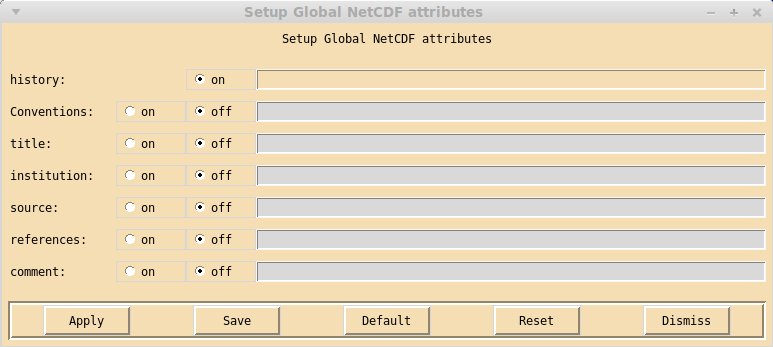 Setup Global NetCDF attributes
Setup Global NetCDF attributes
history: on
Conventions: on off
title: on off
institution: on off
source: on off
references: on off
comment: on off
Apply Save Default Reset Dismiss